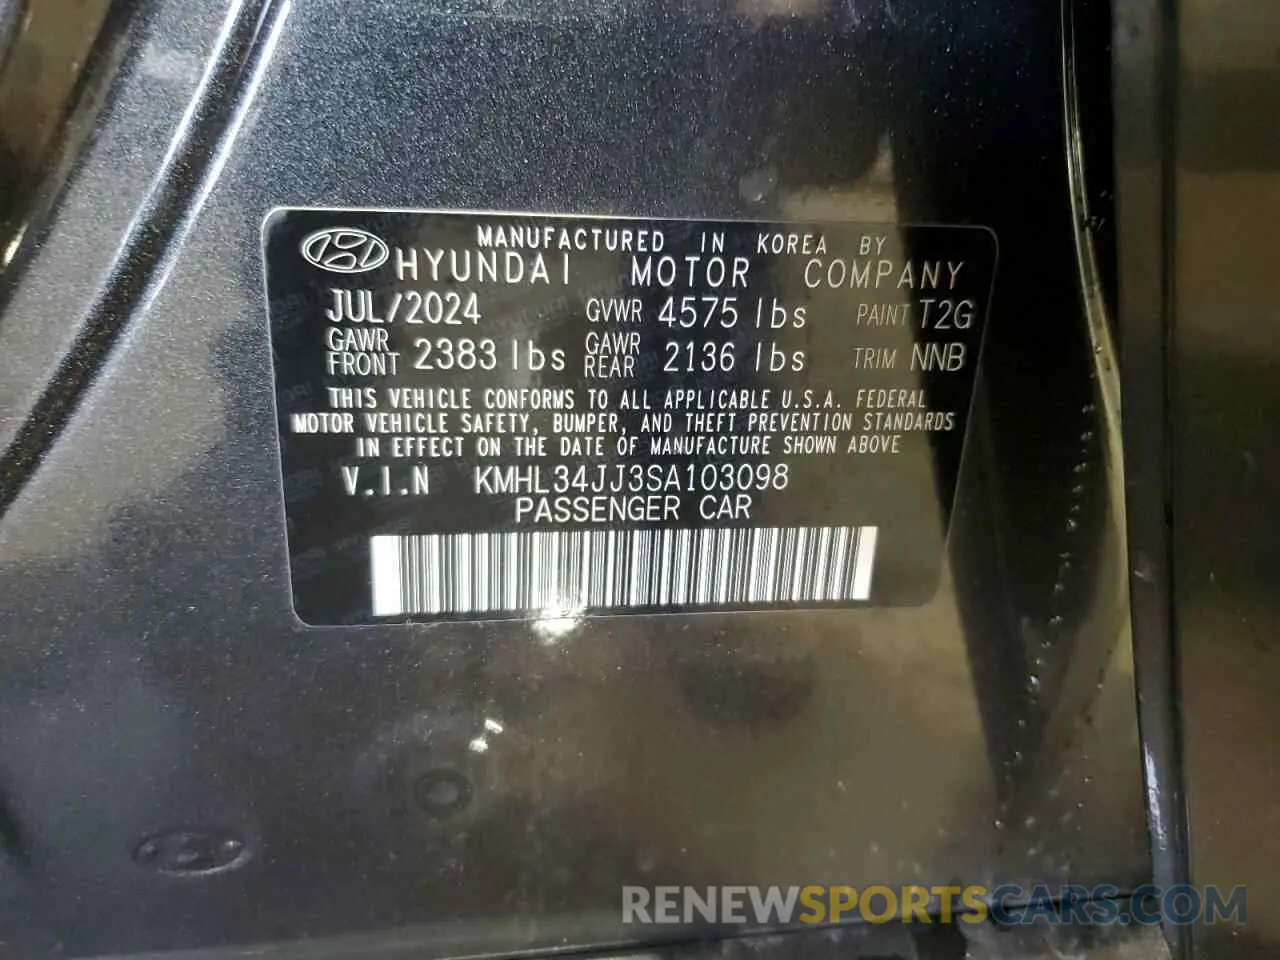 MANUFACTURED IN KOREA BY
HYUNDAI MOTOR COMPANY
JUL/2024 GVWR 4575 lbs PAINT T2G
GAWR FRONT 2383 lbs GAWR REAR 2136 lbs TRIM NNB
THIS VEHICLE CONFORMS TO ALL APPLICABLE U.S.A. FEDERAL
MOTOR VEHICLE SAFETY, BUMPER, AND THEFT PREVENTION STANDARDS
IN EFFECT ON THE DATE OF MANUFACTURE SHOWN ABOVE
V.I.N KMHL34JJ3SA103098
PASSENGER CAR
RENEWSPORTSCARS.COM